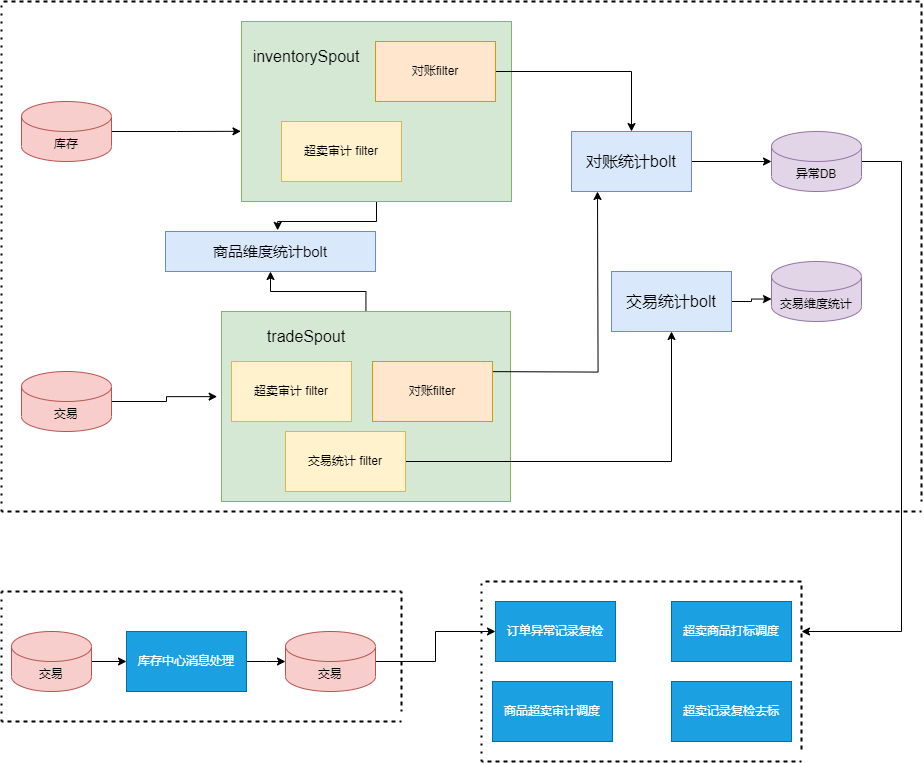 inventorySpout
对账filter
库存
超卖审计 filter
对账统计bolt
异常DB
商品维度统计bolt
交易统计bolt
交易维度统计
tradeSpout
超卖审计 filter
对账filter
交易
交易统计 filter
订单异常记录复检
超卖商品打标调度
交易
库存中心消息处理
交易
商品超卖审计调度
超卖记录复检去标